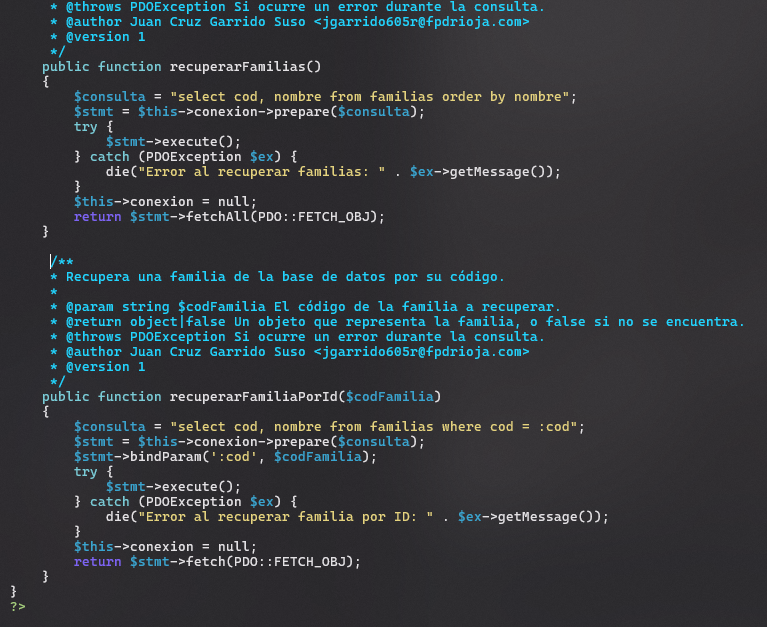 * @throws PDOException Si ocurre un error durante la consulta.
* @author Juan Cruz Garrido Suso <jgarrido605r@fpdrioja.com>
* @version 1
*/
public function recuperarFamilias()
{
$consulta = "select cod, nombre from familias order by nombre";
$stmt = $this->conexion->prepare($consulta);
try {
$stmt->execute();
} catch (PDOException $ex) {
die("Error al recuperar familias: " . $ex->getMessage());
}
$this->conexion = null;
return $stmt->fetchAll(PDO::FETCH_OBJ);
}
/**
* Recupera una familia de la base de datos por su código.
*
* @param string $codFamilia El código de la familia a recuperar.
* @return object|false Un objeto que representa la familia, o false si no se encuentra.
* @throws PDOException Si ocurre un error durante la consulta.
* @author Juan Cruz Garrido Suso <jgarrido605r@fpdrioja.com>
* @version 1
*/
public function recuperarFamiliaPorId($codFamilia)
{
$consulta = "select cod, nombre from familias where cod = :cod";
$stmt = $this->conexion->prepare($consulta);
$stmt->bindParam(':cod', $codFamilia);
try {
$stmt->execute();
} catch (PDOException $ex) {
die("Error al recuperar familia por ID: " . $ex->getMessage());
}
$this->conexion = null;
return $stmt->fetch(PDO::FETCH_OBJ);
}
}
?>